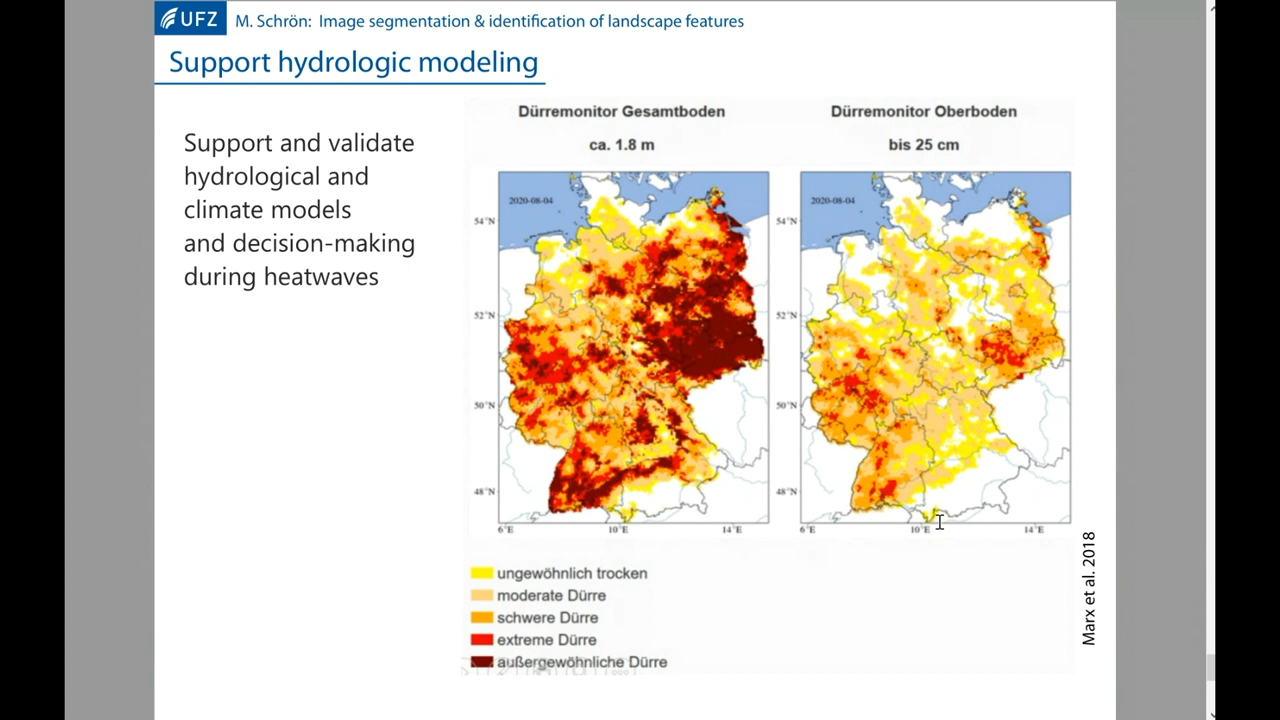 UFZ M. Schrön: Image segmentation & identification of landscape features
Support hydrologic modeling
Support and validate
hydrological and
climate models
and decision-making
during heatwaves
Dürremonitor Gesamtboden
ca. 1.8 m
Dürremonitor Oberboden
bis 25 cm
2020-08-04
54°N
52°N
50°N
48°N
6°E
10°E
14°E
2020-08-04
54°N
52°N
50°N
48°N
6°E
10°E
14°E
ungewöhnlich trocken
moderate Dürre
schwere Dürre
extreme Dürre
außergewöhnliche Dürre
Marx et al. 2018